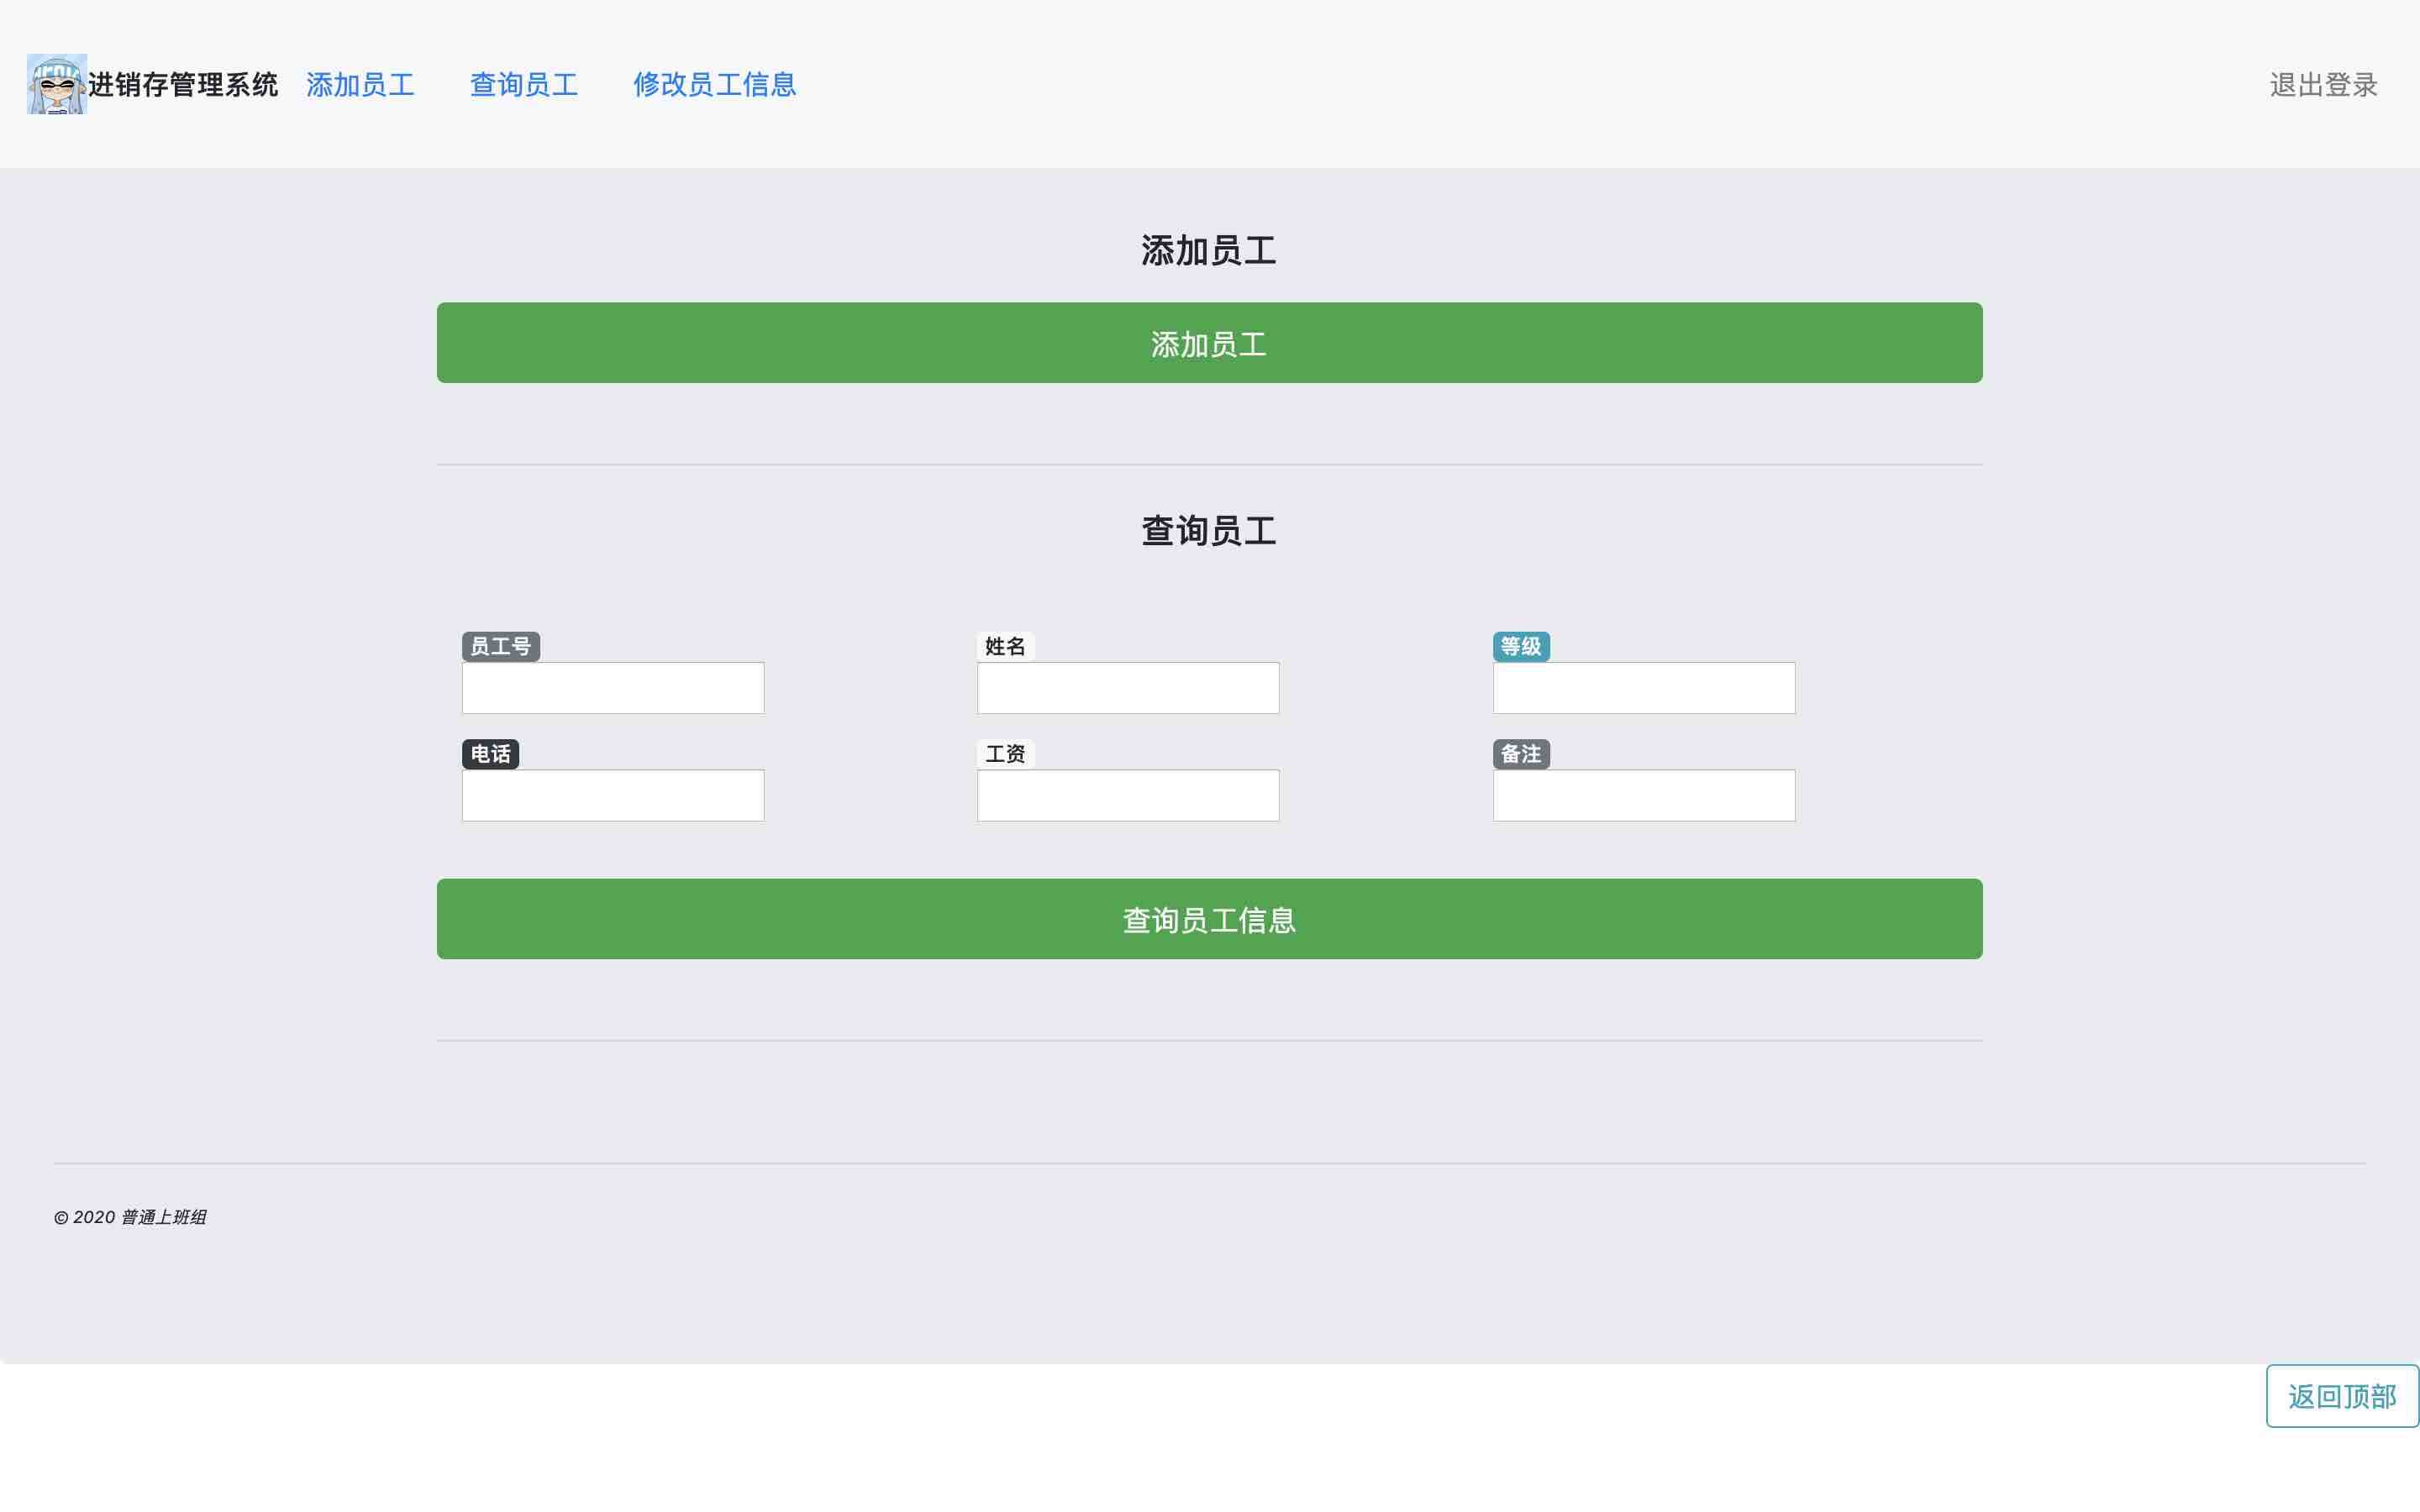 进销存管理系统 添加员工 查询员工 修改员工信息 退出登录
添加员工
添加员工
查询员工
员工号 姓名 等级
电话 工资 备注
查询员工信息
© 2020 普通上班组
返回顶部